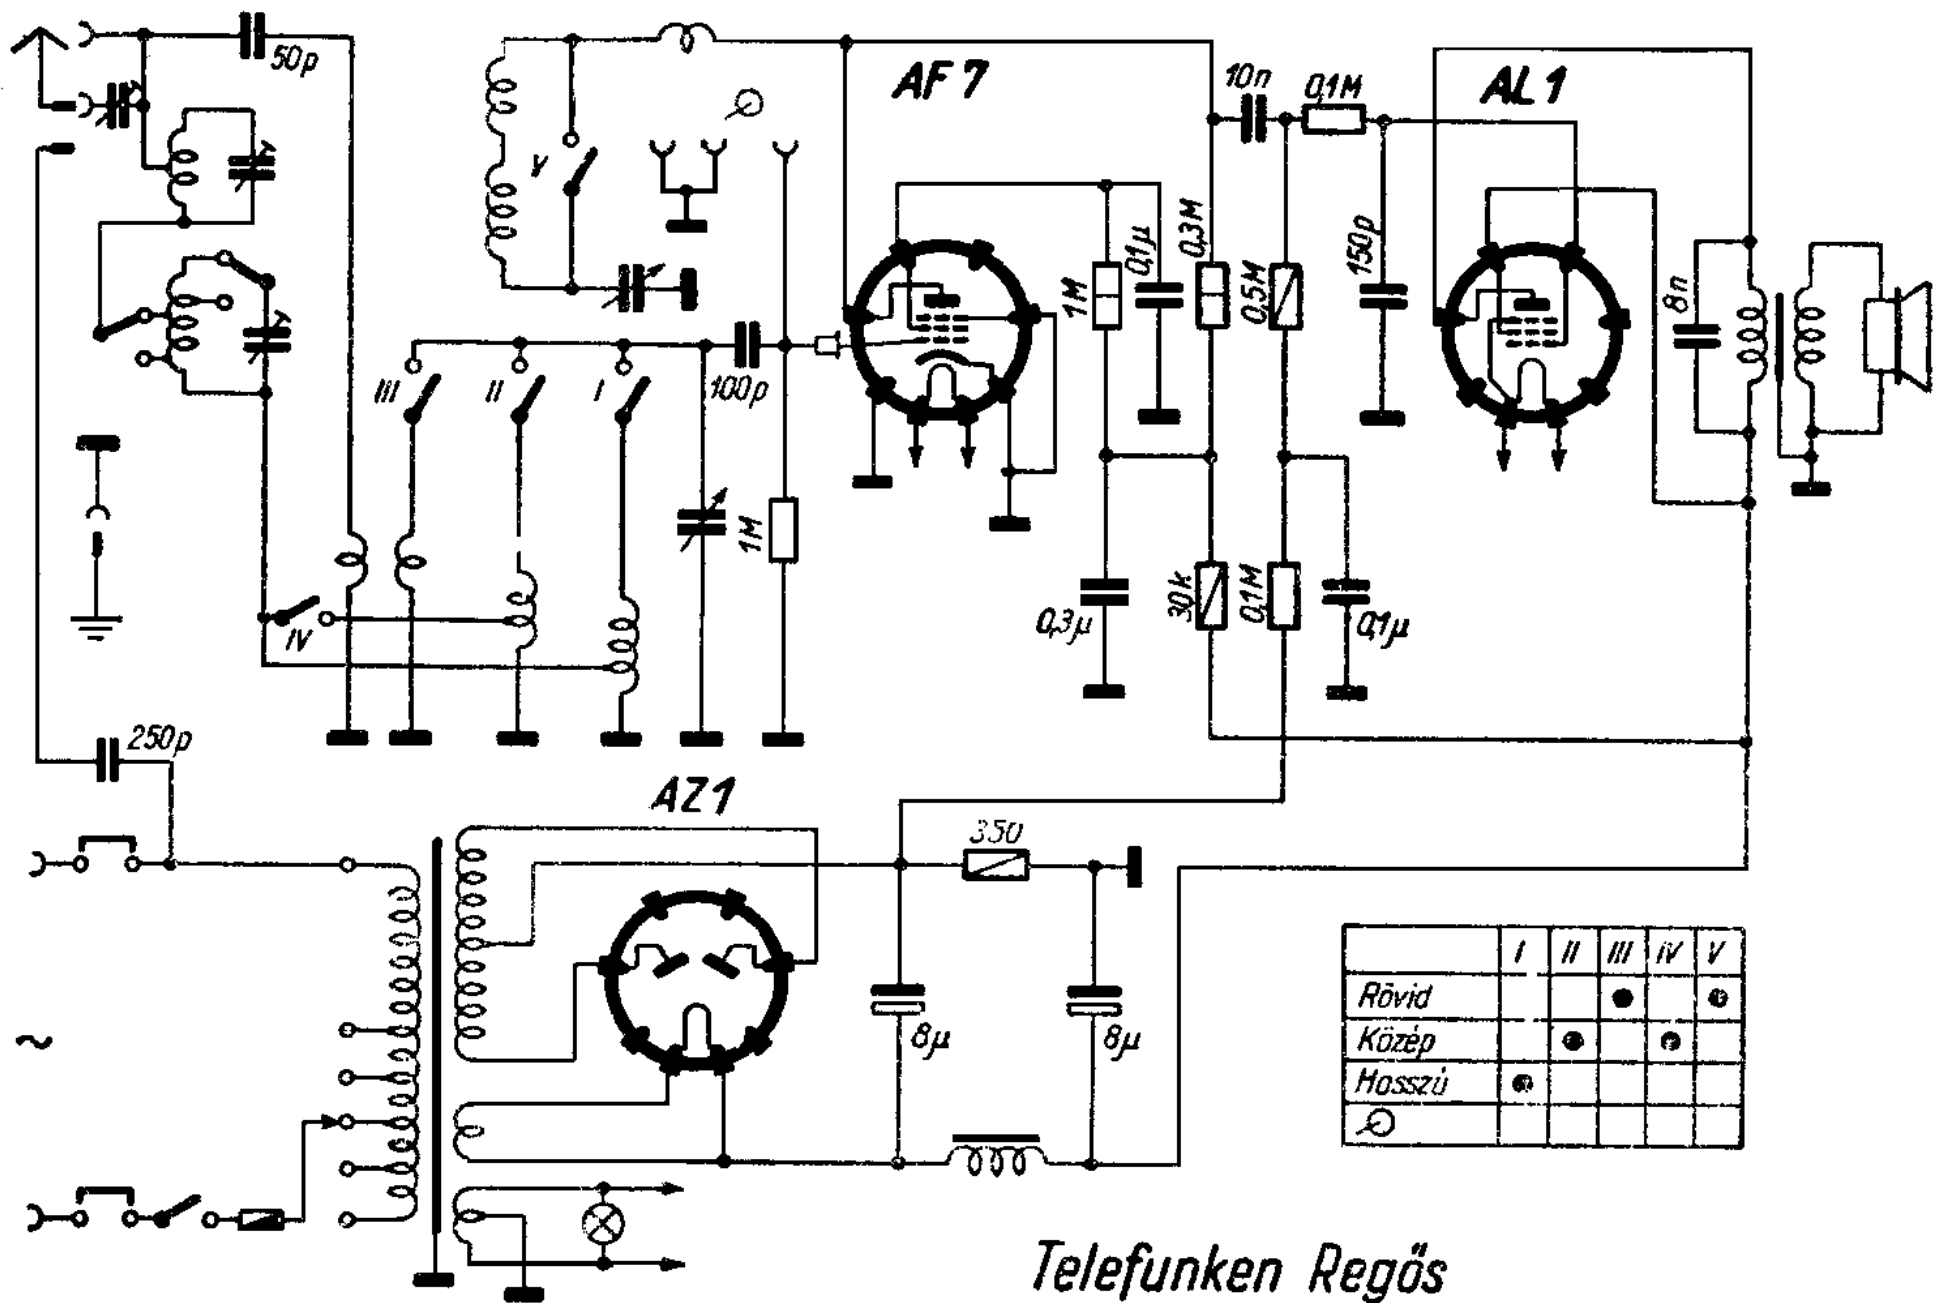 50p
AF 7
10n
0,1M
AL 1
V
1M
0,1µ
0,3M
0,5M
150p
8n
III
II
I
100p
1M
0,3µ
30k
0,1M
0,1µ
IV
250p
AZ1
350
8µ
8µ
~
I II III IV V
Rövid
Közép
Hosszú
Telefunken Regős